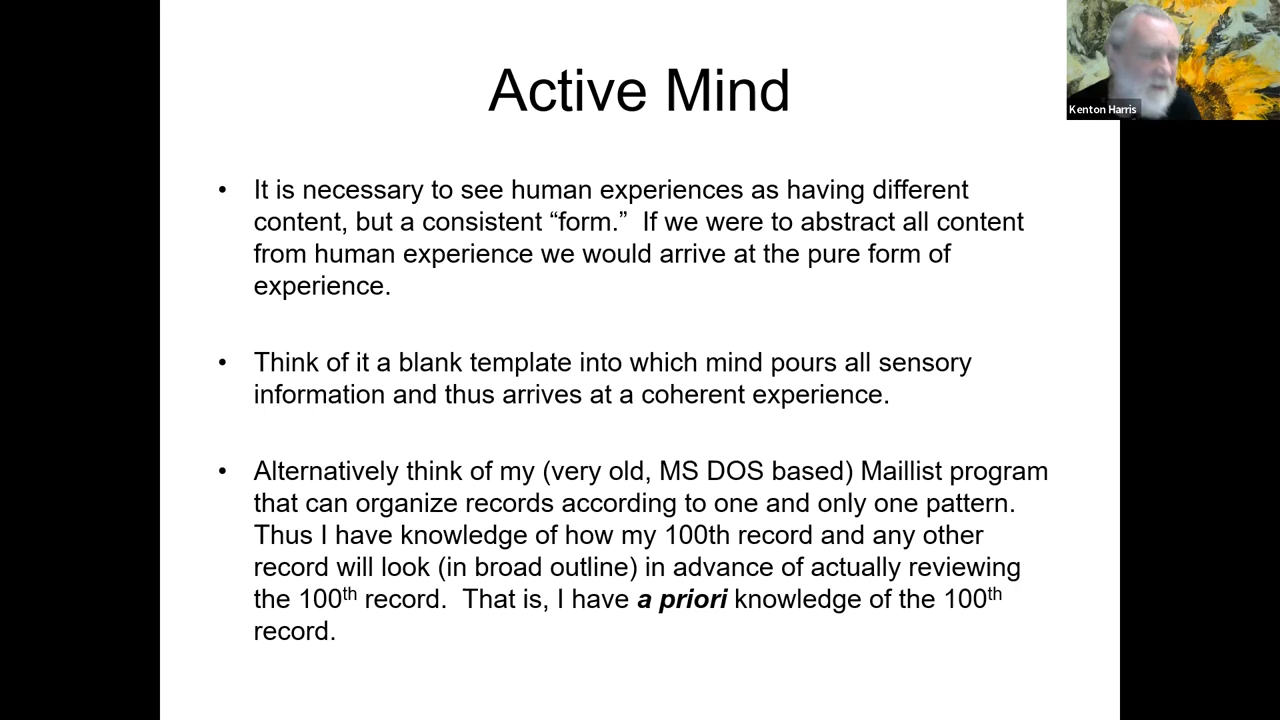 Active Mind
Kenton Harris
• It is necessary to see human experiences as having different
content, but a consistent “form.”  If we were to abstract all content
from human experience we would arrive at the pure form of
experience.
• Think of it a blank template into which mind pours all sensory
information and thus arrives at a coherent experience.
• Alternatively think of my (very old, MS DOS based) Maillist program
that can organize records according to one and only one pattern.
Thus I have knowledge of how my 100th record and any other
record will look (in broad outline) in advance of actually reviewing
the 100th record.  That is, I have a priori knowledge of the 100th
record.